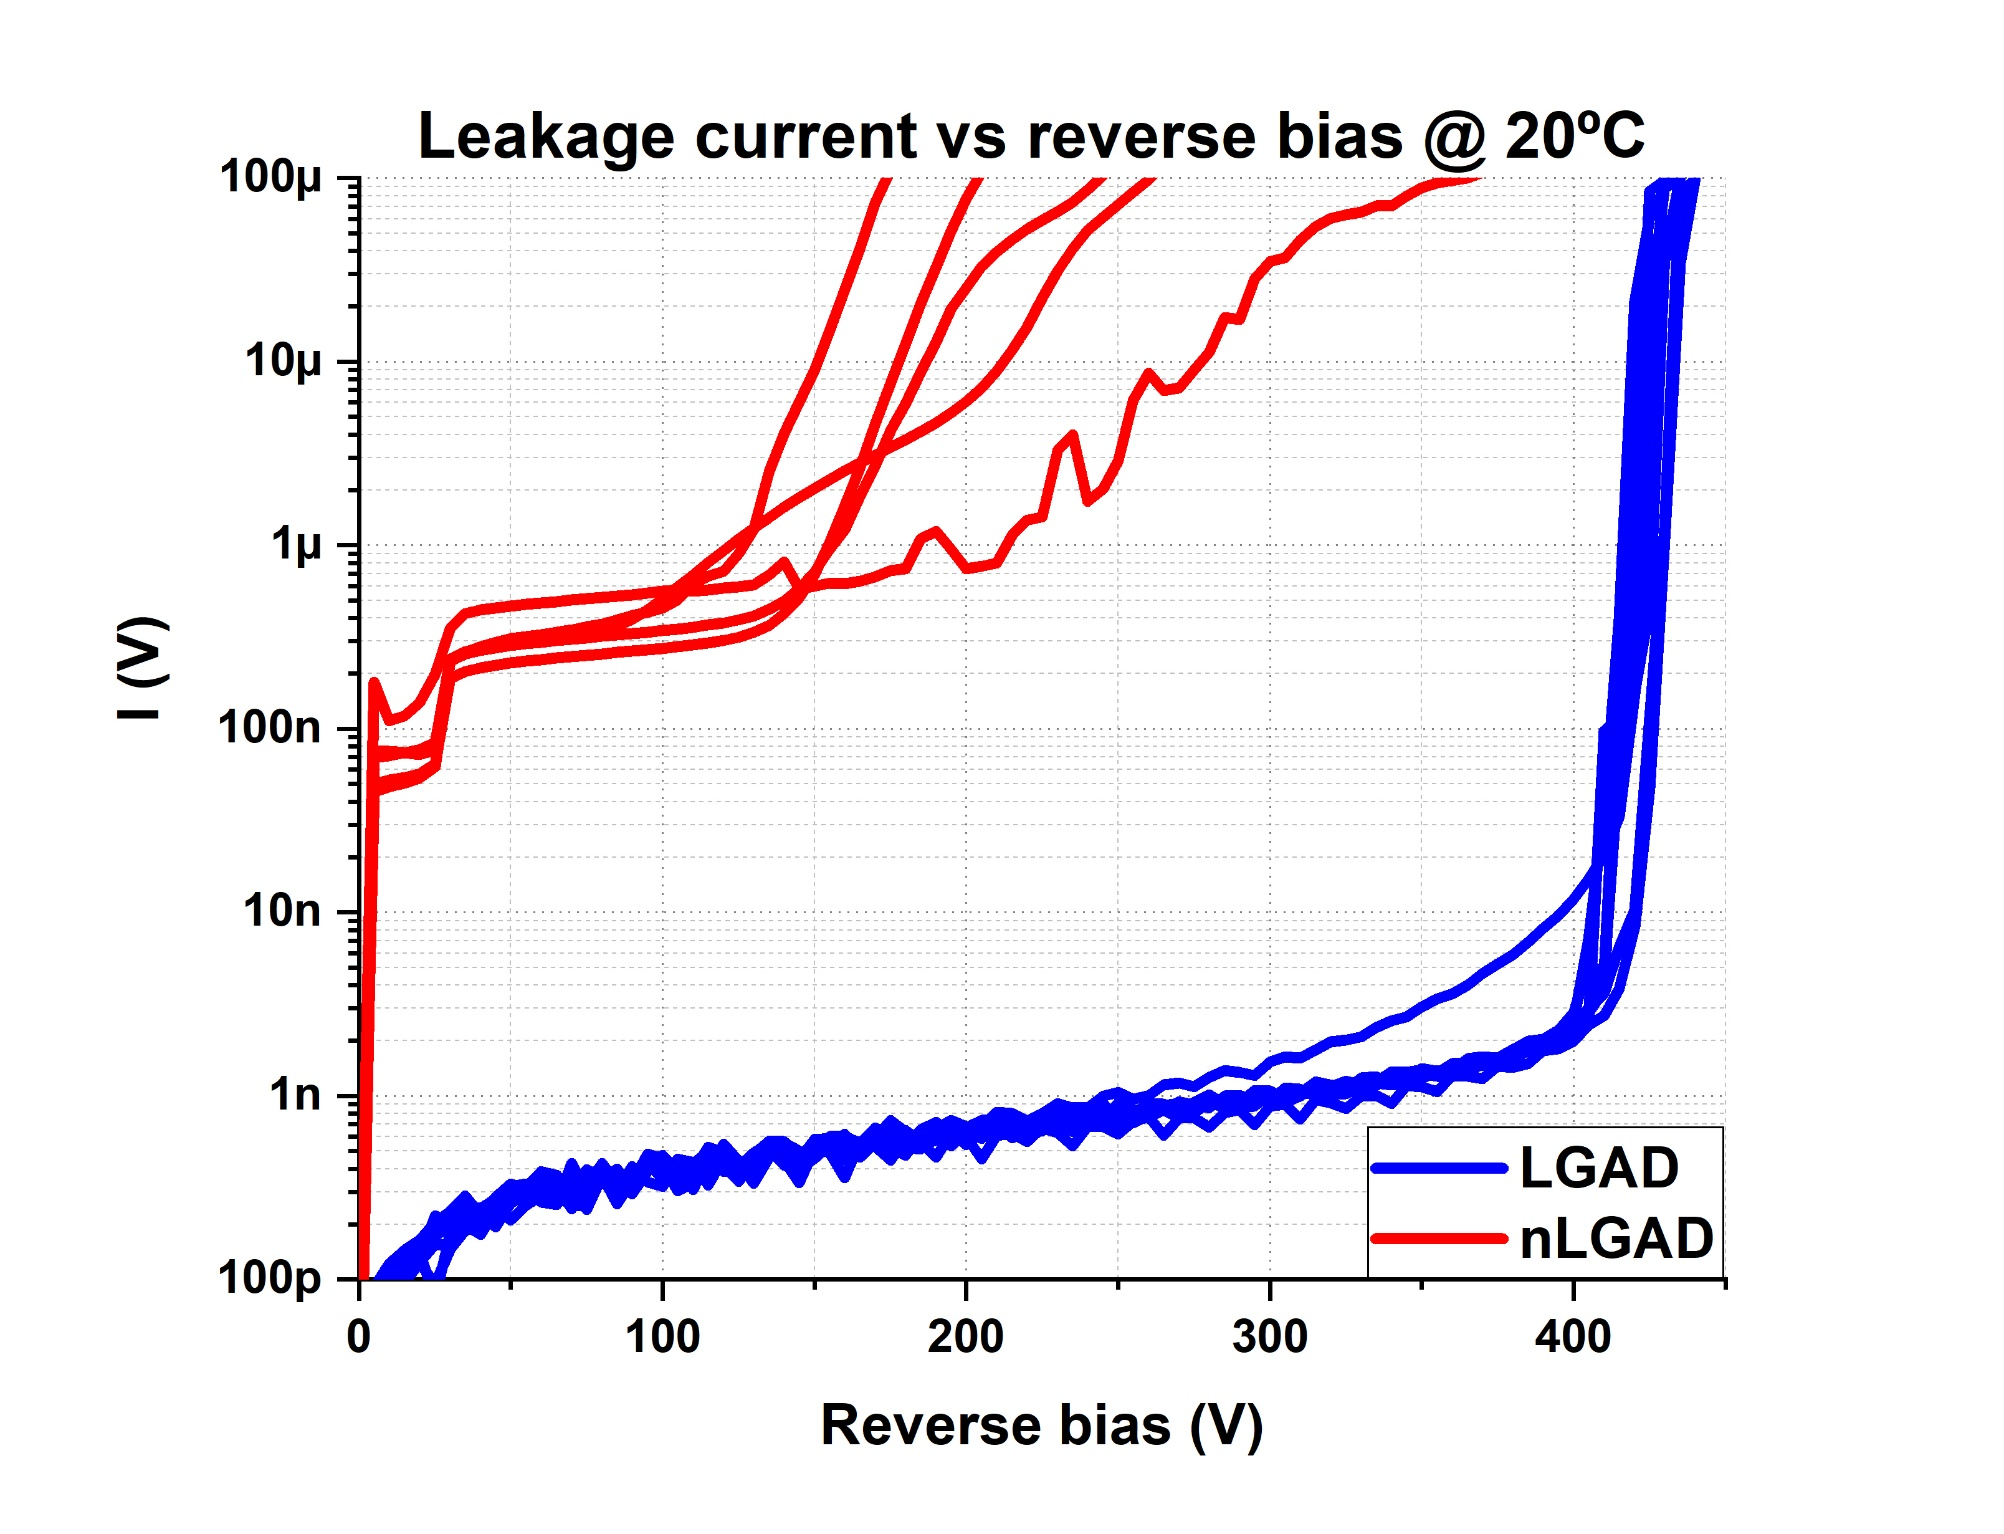 Leakage current vs reverse bias @ 20ºC
100µ
10µ
1µ
100n
10n
1n
100p
I (V)
0 100 200 300 400
Reverse bias (V)
LGAD
nLGAD